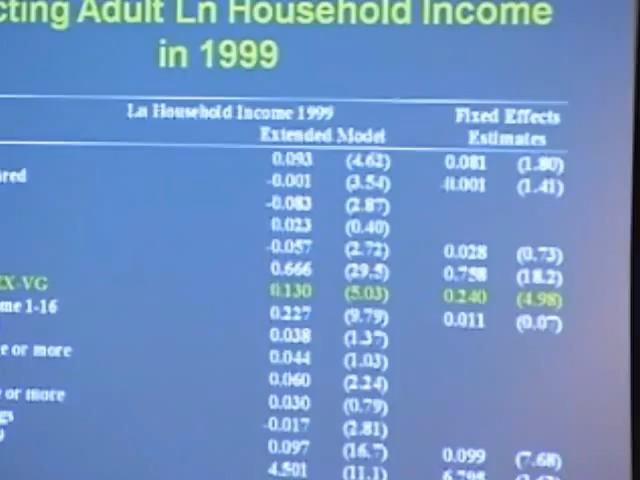 cting Adult Ln Household Income
in 1999
Ln Household Income 1999 Fixed Effects
Extended Model Estimates
0.093 (4.62) 0.081 (1.80)
ired -0.001 (3.54) -0.001 (1.41)
-0.083 (2.87)
0.023 (0.40)
-0.057 (2.72) 0.028 (0.73)
0.666 (29.5) 0.758 (18.2)
EX-VG 0.130 (5.03) 0.240 (4.98)
me 1-16 0.227 (9.79) 0.011 (0.07)
0.038 (1.37)
e or more 0.044 (1.03)
0.060 (2.24)
e or more 0.030 (0.79)
gs -0.017 (2.81)
0.097 (16.7) 0.099 (7.68)
4.501 (11.1)